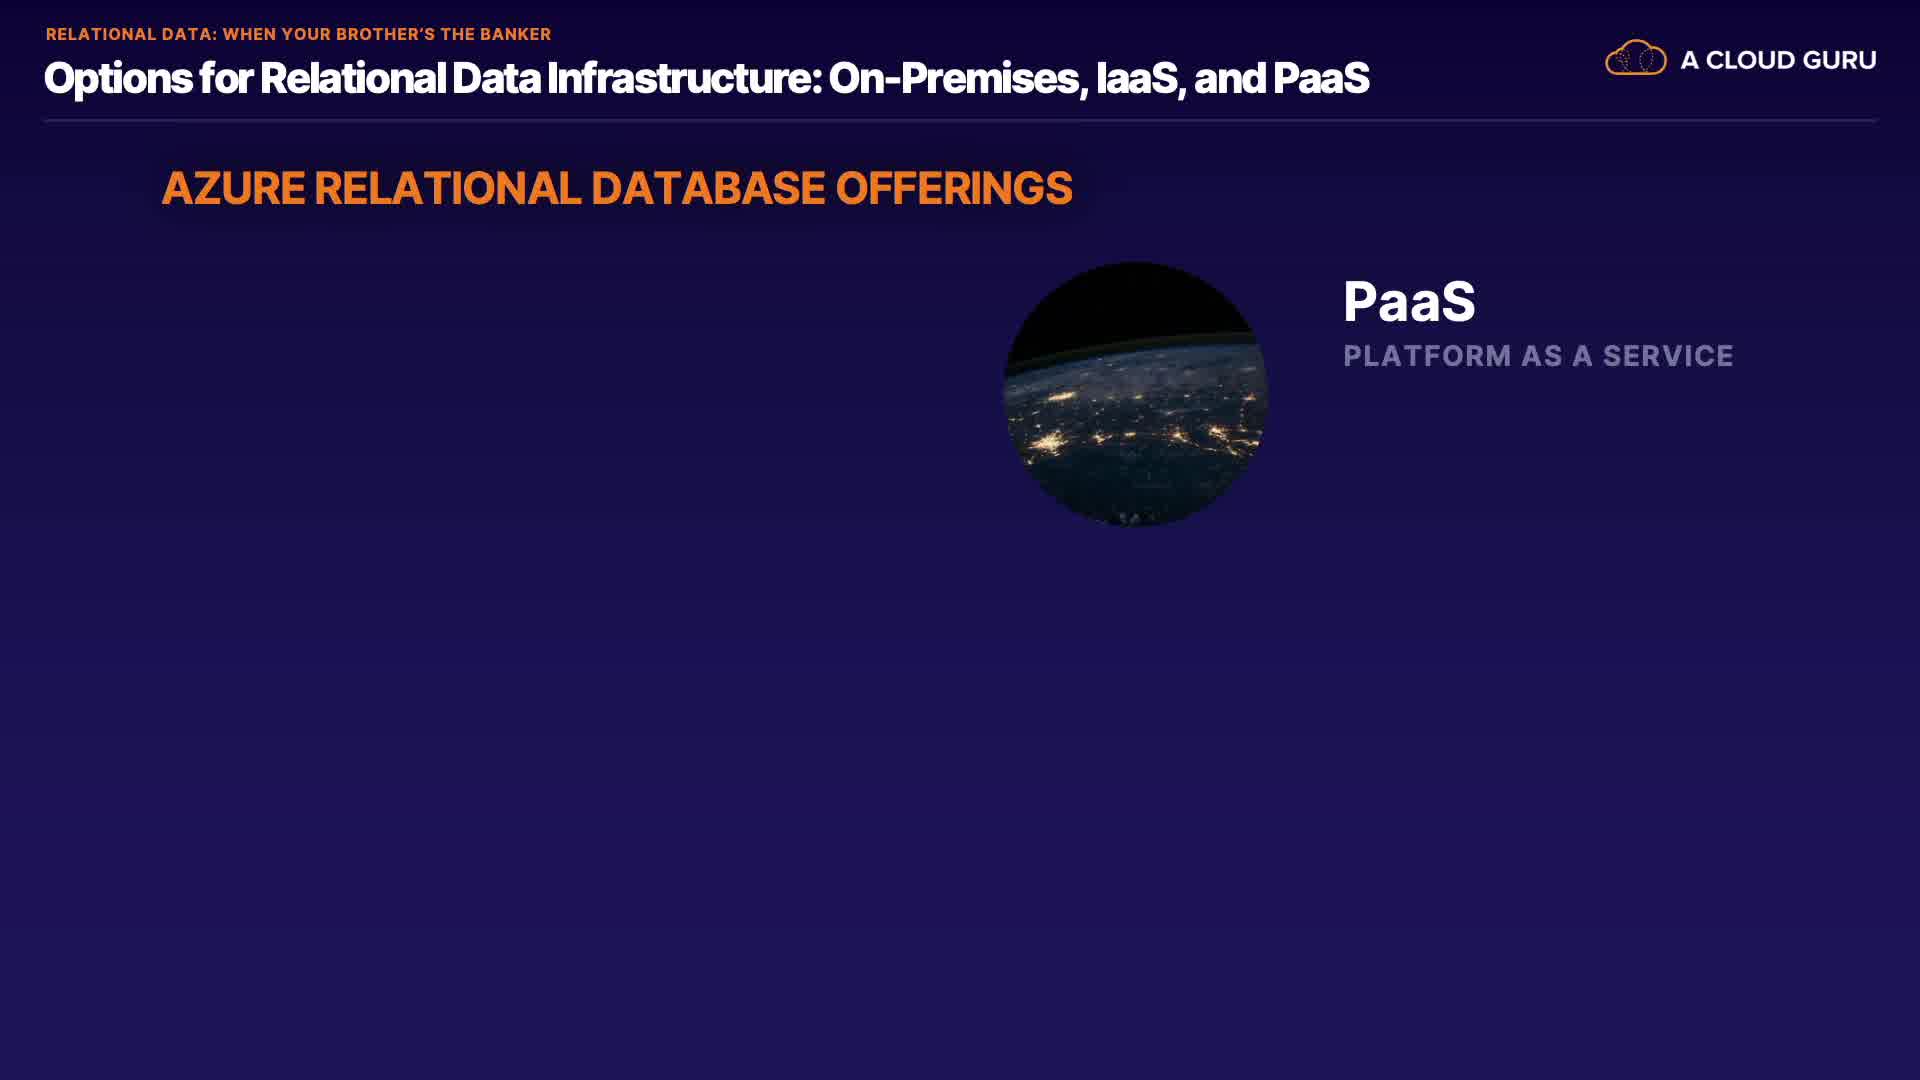 RELATIONAL DATA: WHEN YOUR BROTHER'S THE BANKER
Options for Relational Data Infrastructure: On-Premises, IaaS, and PaaS
A CLOUD GURU
AZURE RELATIONAL DATABASE OFFERINGS
PaaS
PLATFORM AS A SERVICE